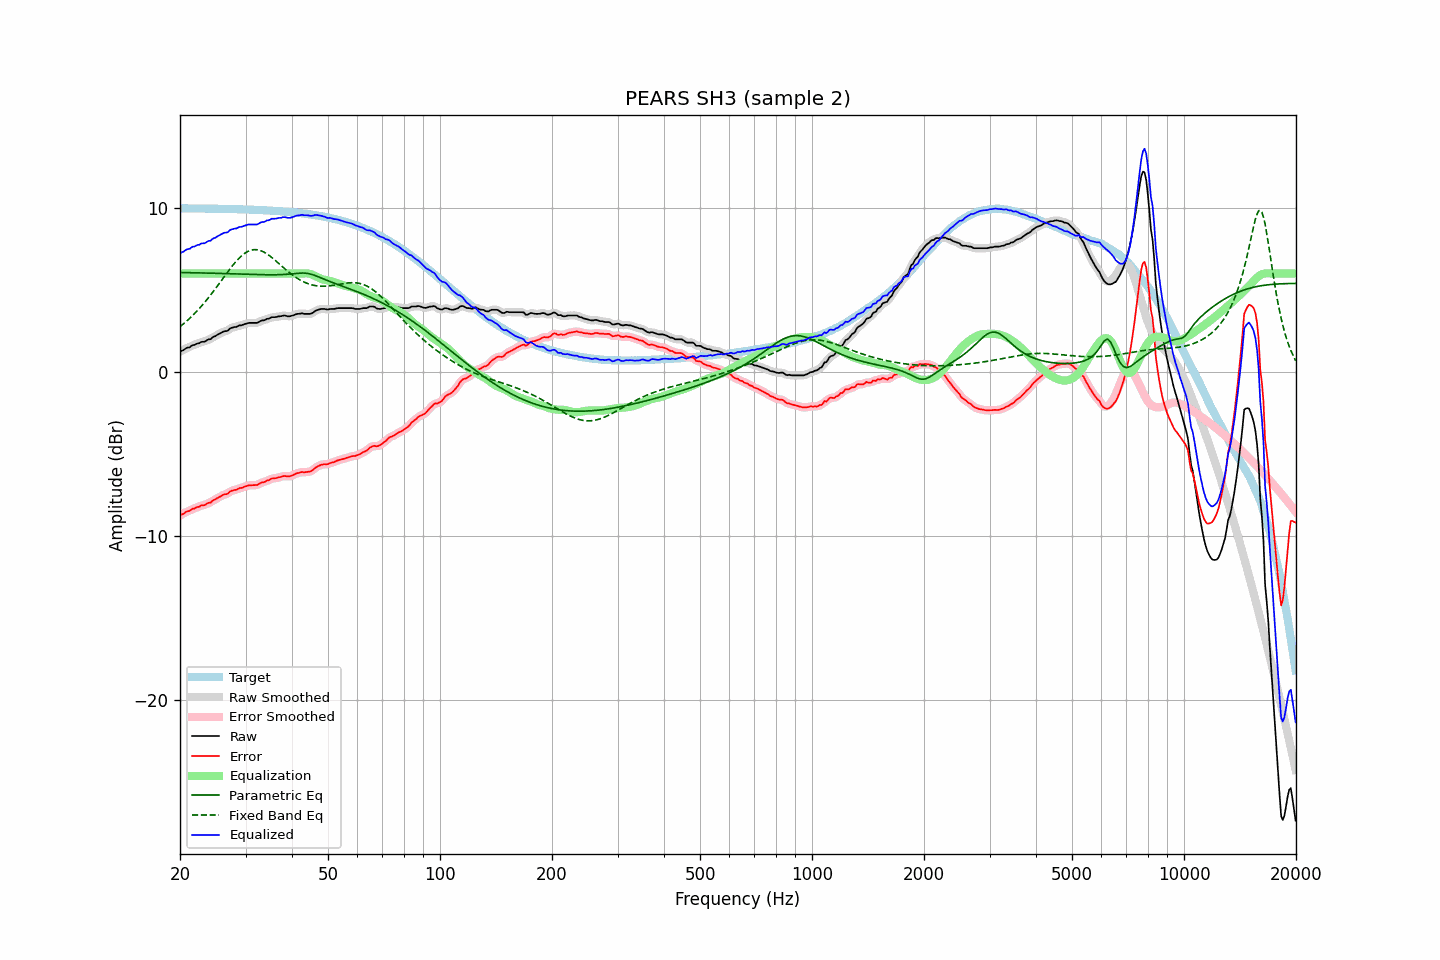 PEARS SH3 (sample 2)
10
0
−10
−20
Amplitude (dBr)
Target
Raw Smoothed
Error Smoothed
Raw
Error
Equalization
Parametric Eq
Fixed Band Eq
Equalized
20 50 100 200 500 1000 2000 5000 10000 20000
Frequency (Hz)